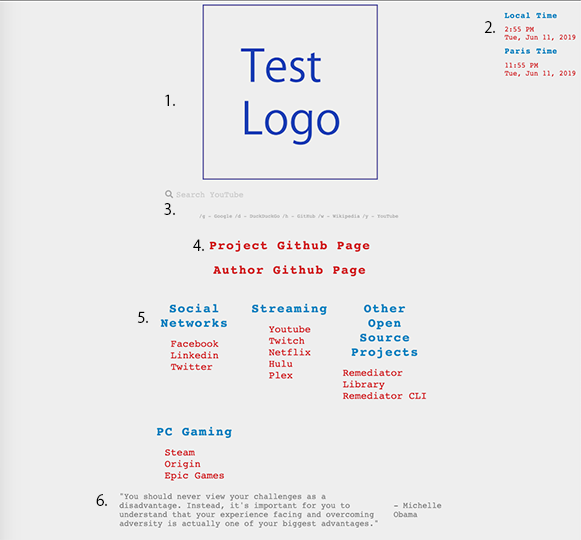 1.
Test
Logo
2.
Local Time
2:55 PM
Tue, Jun 11, 2019
Paris Time
11:55 PM
Tue, Jun 11, 2019
Search YouTube
3.
/g - Google /d - DuckDuckGo /h - GitHub /w - Wikipedia /y - YouTube
4.
Project Github Page
Author Github Page
5.
Social
Networks
Facebook
Linkedin
Twitter
Streaming
Youtube
Twitch
Netflix
Hulu
Plex
Other
Open
Source
Projects
Remediator
Library
Remediator CLI
PC Gaming
Steam
Origin
Epic Games
6.
"You should never view your challenges as a
disadvantage. Instead, it's important for you to
understand that your experience facing and overcoming
adversity is actually one of your biggest advantages."
- Michelle
Obama